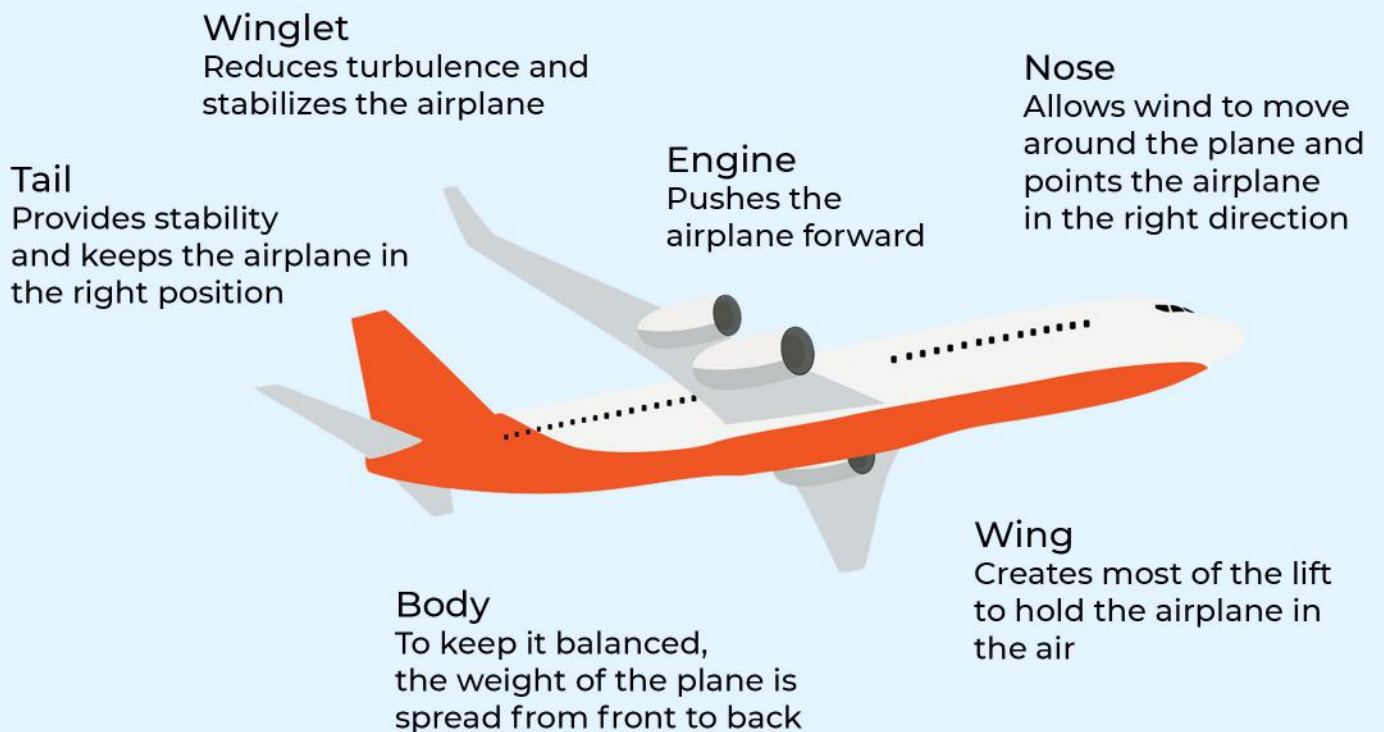 Winglet
Reduces turbulence and
stabilizes the airplane
Nose
Allows wind to move
around the plane and
points the airplane
in the right direction
Tail
Provides stability
and keeps the airplane in
the right position
Engine
Pushes the
airplane forward
Body
To keep it balanced,
the weight of the plane is
spread from front to back
Wing
Creates most of the lift
to hold the airplane in
the air